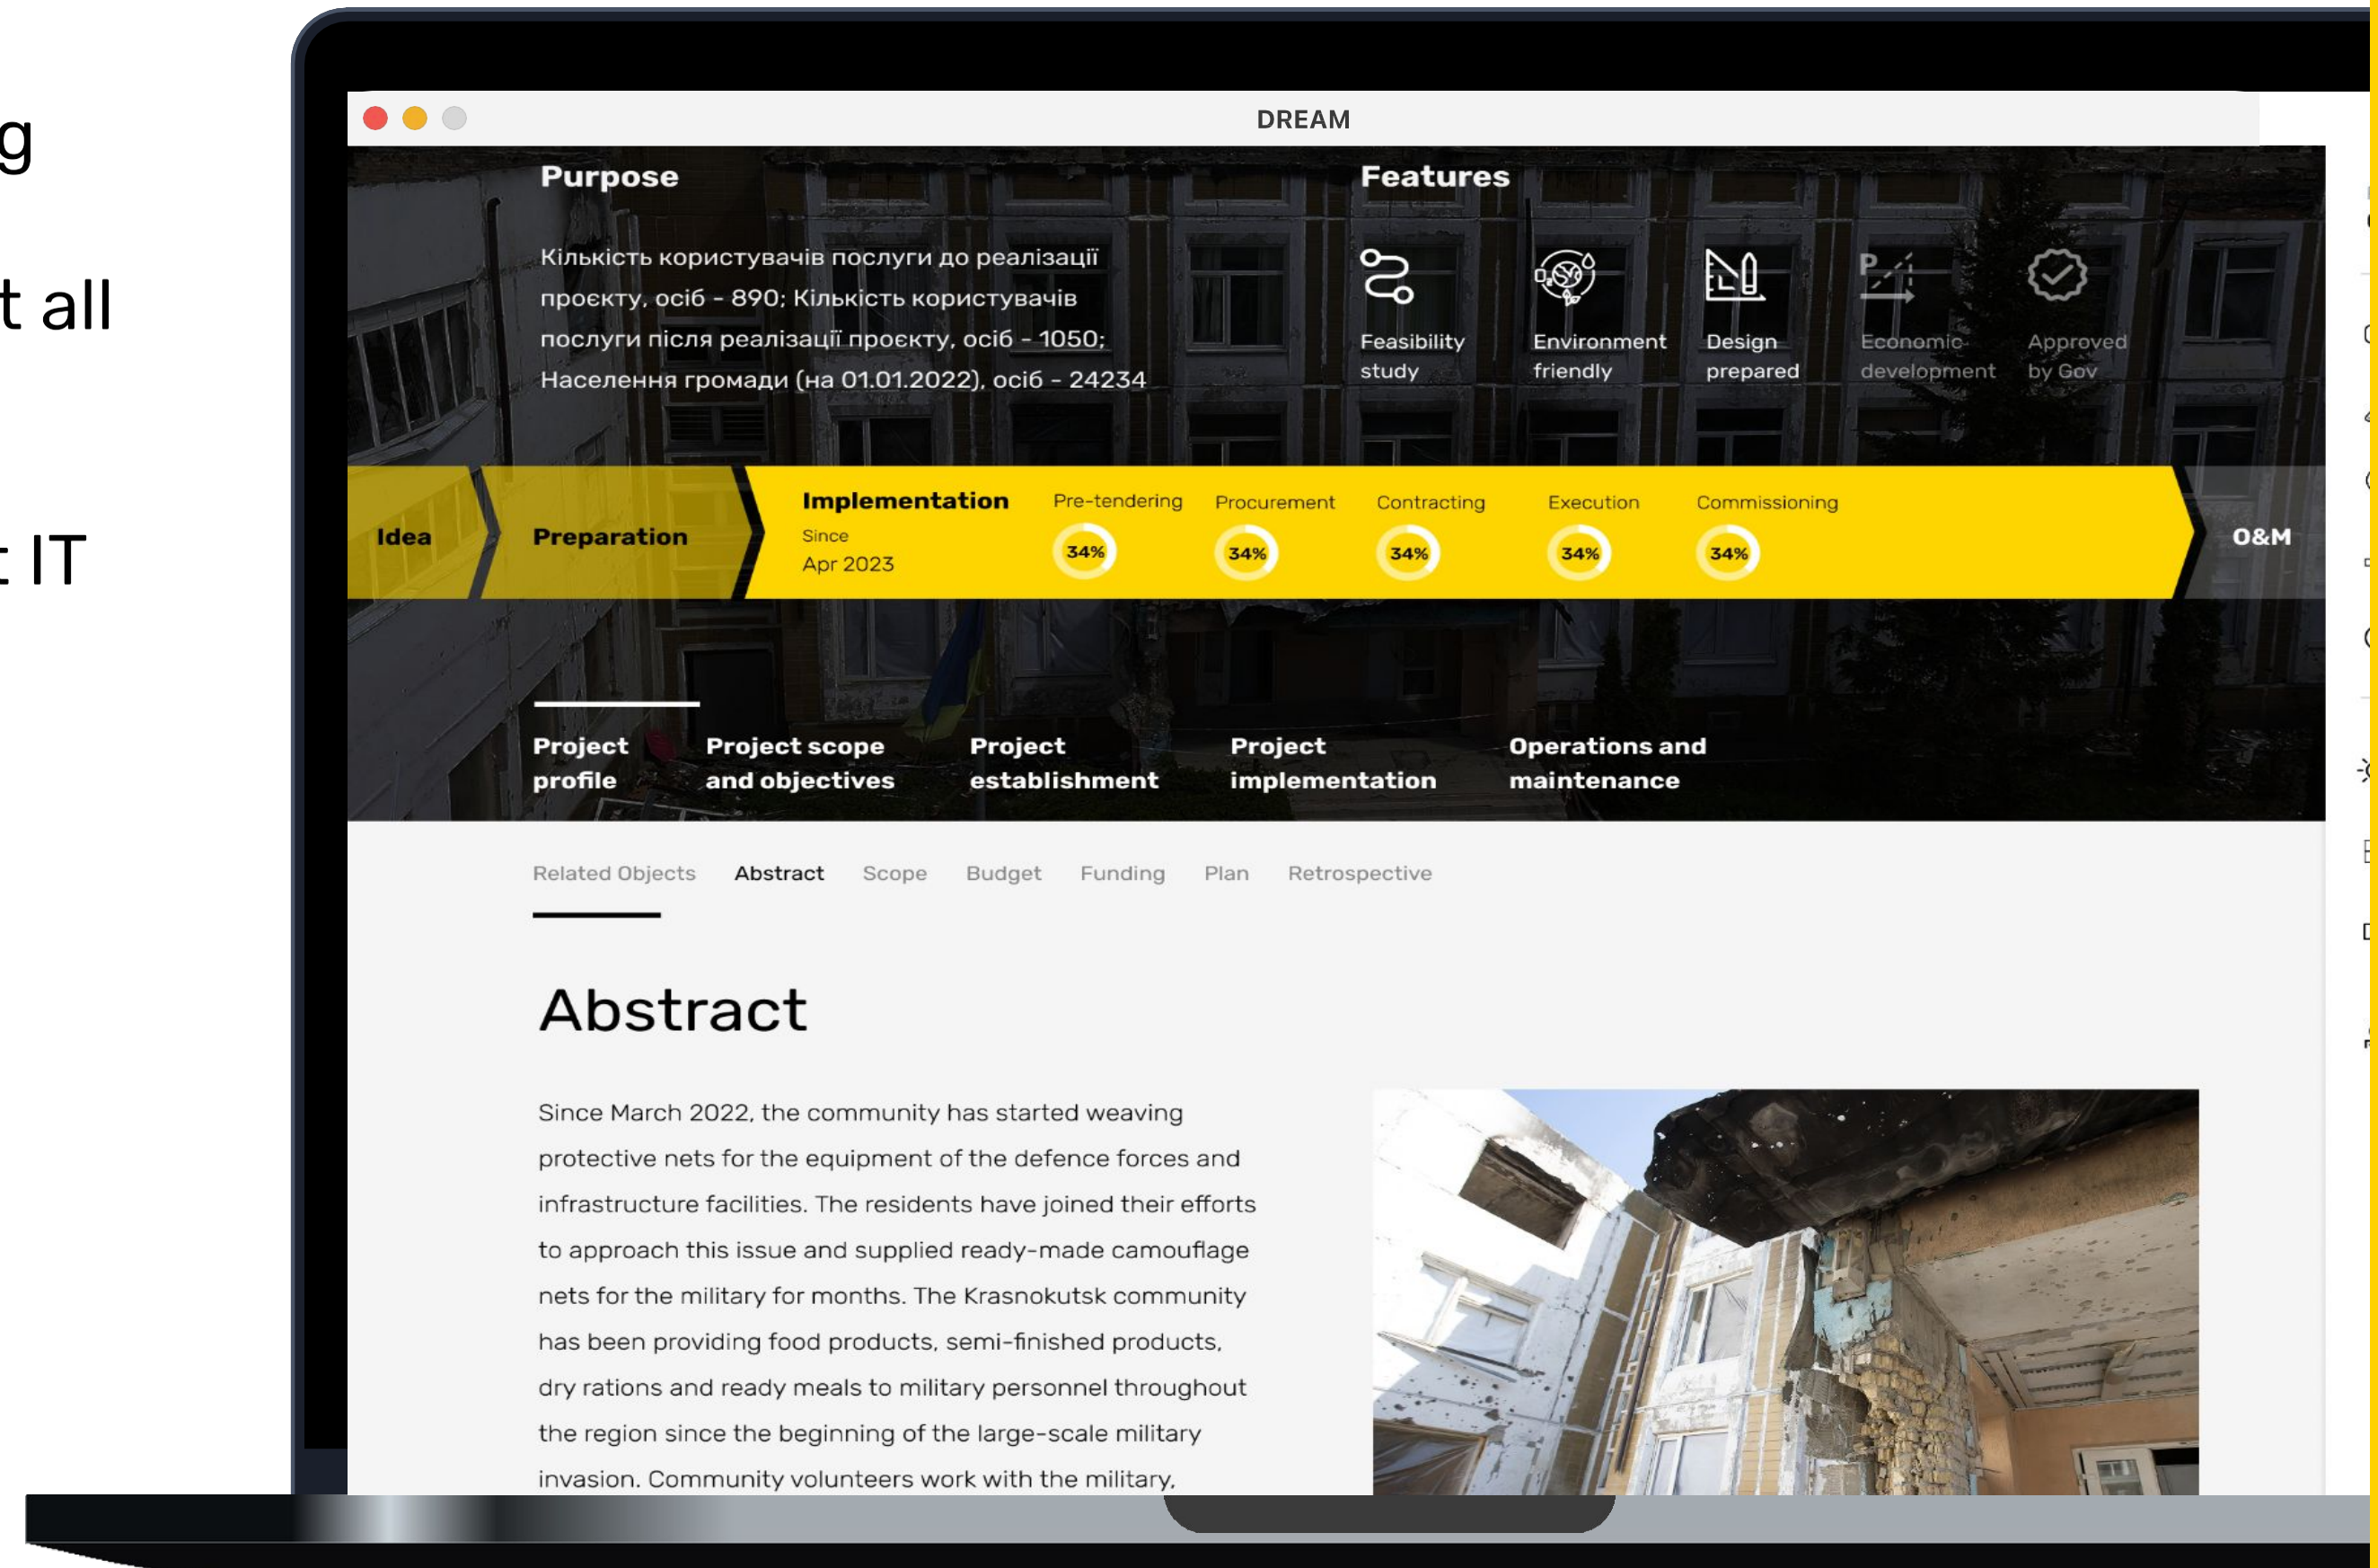 g
t all
t IT
DREAM
Purpose
Кількість користувачів послуги до реалізації
проєкту, осіб - 890; Кількість користувачів
послуги після реалізації проєкту, осіб - 1050;
Населення громади (на 01.01.2022), осіб - 24234
Features
Feasibility
study
Environment
friendly
Design
prepared
Economic
development
Approved
by Gov
Idea
Preparation
Implementation
Since
Apr 2023
Pre-tendering
34%
Procurement
34%
Contracting
34%
Execution
34%
Commissioning
34%
O&M
Project
profile
Project scope
and objectives
Project
establishment
Project
implementation
Operations and
maintenance
Related Objects Abstract Scope Budget Funding Plan Retrospective
Abstract
Since March 2022, the community has started weaving
protective nets for the equipment of the defence forces and
infrastructure facilities. The residents have joined their efforts
to approach this issue and supplied ready-made camouflage
nets for the military for months. The Krasnokutsk community
has been providing food products, semi-finished products,
dry rations and ready meals to military personnel throughout
the region since the beginning of the large-scale military
invasion. Community volunteers work with the military,